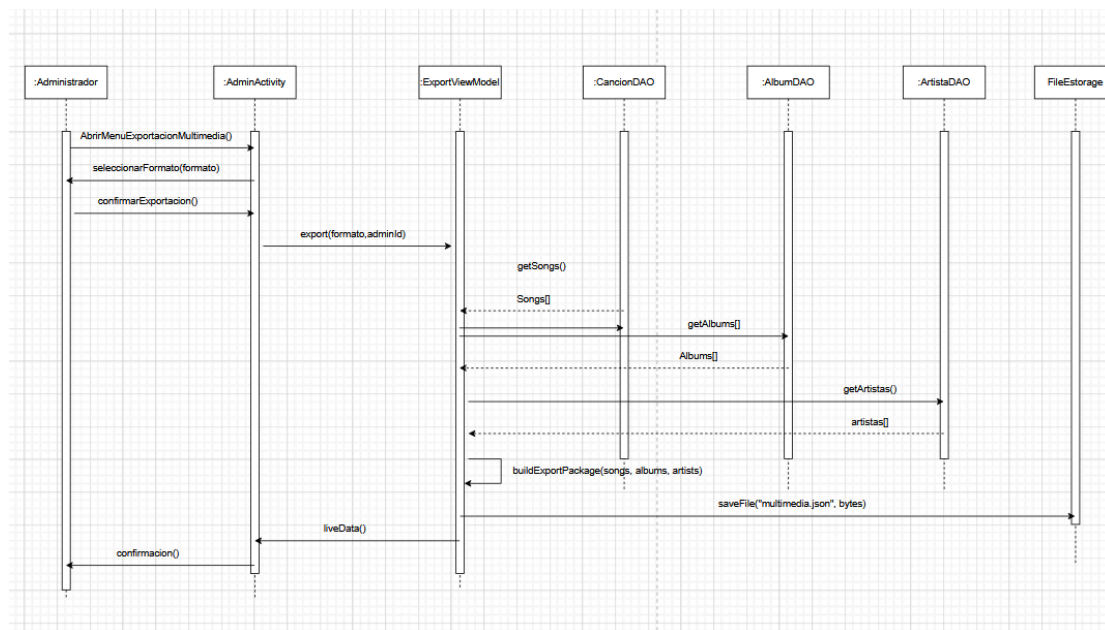 :Administrador
:AdminActivity
:ExportViewModel
:CancionDAO
:AlbumDAO
:ArtistaDAO
FileEstorage
AbrirMenuExportacionMultimedia()
seleccionarFormato(formato)
confirmarExportacion()
export(formato,adminId)
getSongs()
Songs[]
getAlbums[]
Albums[]
getArtistas()
artistas[]
buildExportPackage(songs, albums, artists)
saveFile("multimedia.json", bytes)
liveData()
confirmacion()